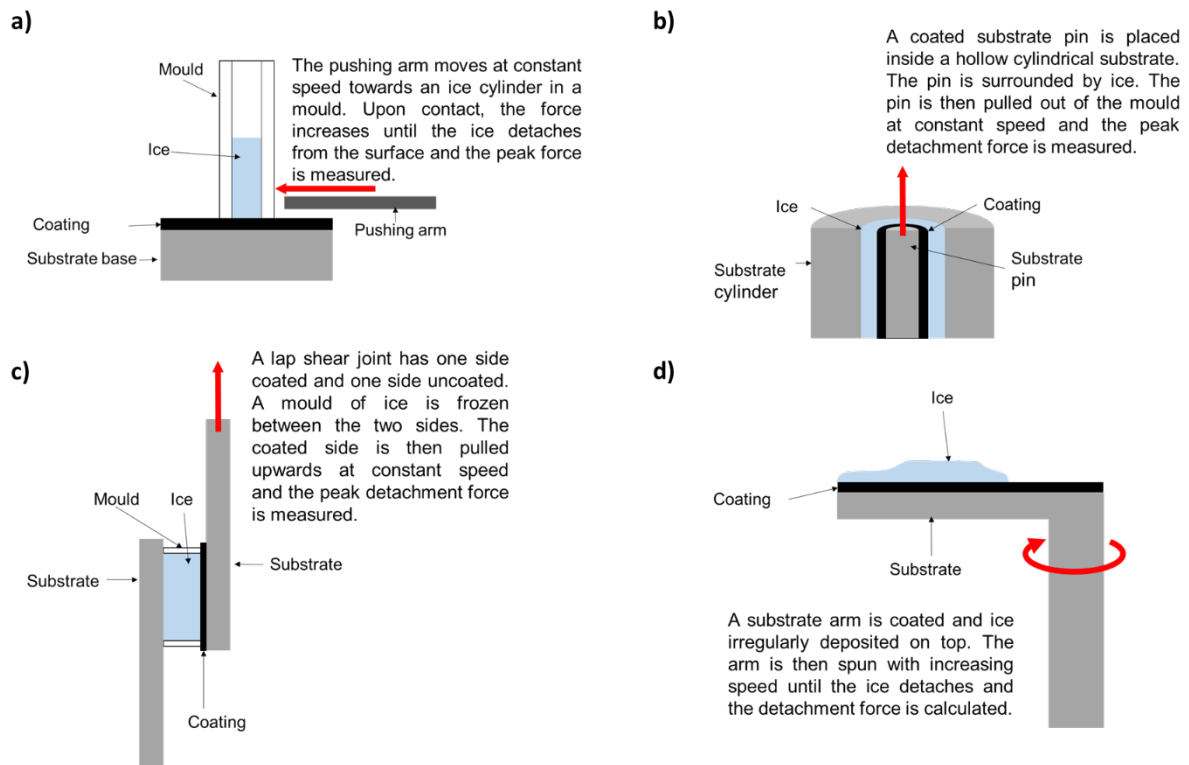 a)
Mould
The pushing arm moves at constant
speed towards an ice cylinder in a
mould. Upon contact, the force
increases until the ice detaches
from the surface and the peak force
is measured.
Ice
Coating
Pushing arm
Substrate base
b)
A coated substrate pin is placed
inside a hollow cylindrical substrate.
The pin is surrounded by ice. The
pin is then pulled out of the mould
at constant speed and the peak
detachment force is measured.
Ice
Coating
Substrate
cylinder
Substrate
pin
c)
A lap shear joint has one side
coated and one side uncoated.
A mould of ice is frozen
between the two sides. The
coated side is then pulled
upwards at constant speed
and the peak detachment force
is measured.
Mould
Ice
Substrate
Substrate
Coating
d)
Ice
Coating
Substrate
A substrate arm is coated and ice
irregularly deposited on top. The
arm is then spun with increasing
speed until the ice detaches and
the detachment force is calculated.